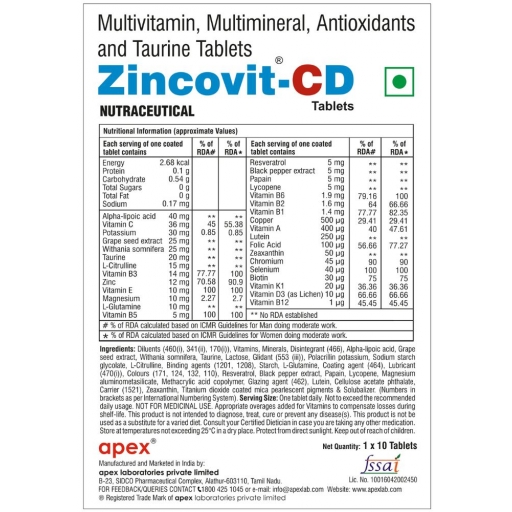 Multivitamin, Multimineral, Antioxidants
and Taurine Tablets
Zincovit®-CD
Tablets
NUTRACEUTICAL
Nutritional Information (approximate Values)
Each serving of one coated tablet contains % of RDA# % of RDA*
Energy 2.68 kcal
Protein 0.1 g
Carbohydrate 0.54 g
Total Sugars 0 g
Total Fat 0 g
Sodium 0.17 mg
Alpha-lipoic acid 40 mg ** **
Vitamin C 36 mg 45 55.38
Potassium 30 mg 0.85 0.85
Grape seed extract 25 mg ** **
Withania somnifera 25 mg ** **
Taurine 20 mg ** **
L-Citrulline 15 mg ** **
Vitamin B3 14 mg 77.77 100
Zinc 12 mg 70.58 90.9
Vitamin E 10 mg 100 100
Magnesium 10 mg 2.27 2.7
L-Glutamine 10 mg ** **
Vitamin B5 5 mg 100 100
Each serving of one coated tablet contains % of RDA# % of RDA*
Resveratrol 5 mg ** **
Black pepper extract 5 mg ** **
Papain 5 mg ** **
Lycopene 5 mg ** **
Vitamin B6 1.9 mg 79.16 100
Vitamin B2 1.6 mg 64 66.66
Vitamin B1 1.4 mg 77.77 82.35
Copper 500 µg 29.41 29.41
Vitamin A 400 µg 40 47.61
Lutein 250 µg ** **
Folic Acid 100 µg 56.66 77.27
Zeaxanthin 50 µg ** **
Chromium 45 µg 90 90
Selenium 40 µg 100 100
Biotin 30 µg 75 75
Vitamin K1 20 µg 36.36 36.36
Vitamin D3 (as Lichen) 10 µg 66.66 66.66
Vitamin B12 1 µg 45.45 45.45
** No RDA established
# % of RDA calculated based on ICMR Guidelines for Man doing moderate work.
* % of RDA calculated based on ICMR Guidelines for Women doing moderate work.
Ingredients: Diluents (460(i), 341(ii), 170(i)), Vitamins, Minerals, Disintegrant (466), Alpha-lipoic acid, Grape
seed extract, Withania somnifera, Taurine, Lactose, Glidant (553 (iii)), Polacrillin potassium, Sodium starch
glycolate, L-Citrulline, Binding agents (1201, 1208), Starch, L-Glutamine, Coating agent (464), Lubricant
(470(i)), Colours (171, 124, 132, 110), Resveratrol, Black pepper extract, Papain, Lycopene, Magnesium
aluminometasilicate, Methacrylic acid copolymer, Glazing agent (462), Lutein, Cellulose acetate phthalate,
Carrier (1521), Zeaxanthin, Titanium dioxide coated mica pearlescent pigments & Solubalizer. (Numbers in
brackets as per International Numbering System). Serving Size: One tablet daily. Not to exceed the recommended
daily usage. NOT FOR MEDICINAL USE. Appropriate overages added for Vitamins to compensate losses during
shelf-life. This product is not intended to diagnose, treat, cure or prevent any disease(s). This product is not be
used as a substitute for a varied diet. Consult your Certified Dietician in case you are taking any other medication.
Store at temperatures not exceeding 25°C in a dry place. Protect from direct sunlight. Keep out of reach of children.
apex®
Net Quantity: 1 x 10 Tablets
Manufactured and Marketed in India by:
apex laboratories private limited
B-23, SIDCO Pharmaceutical Complex, Alathur-603110, Tamil Nadu.
FOR FEEDBACK/QUERIES CONTACT 1800 425 1045 or e-mail: info@apexlab.com Website: www.apexlab.com
® Registered Trade Mark of apex laboratories private limited
fssai
Lic. No. 10016042002450